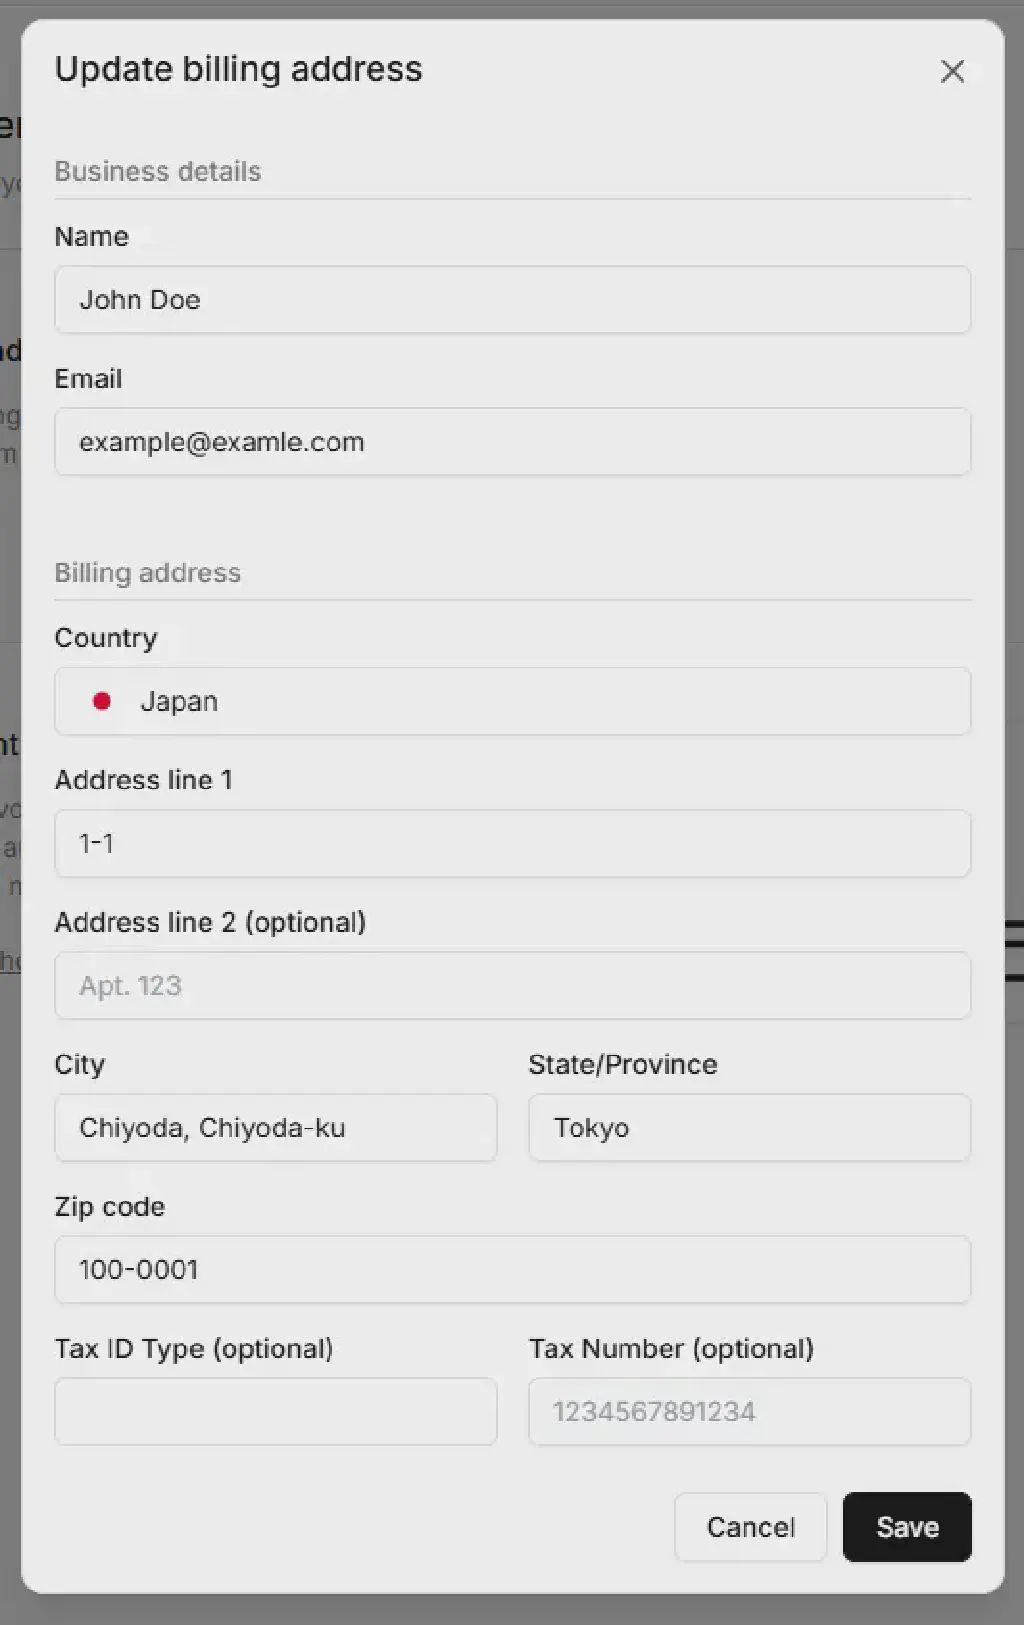 Update billing address
Business details
Name
John Doe
Email
example@examle.com
Billing address
Country
Japan
Address line 1
1-1
Address line 2 (optional)
Apt. 123
City
State/Province
Chiyoda, Chiyoda-ku
Tokyo
Zip code
100-0001
Tax ID Type (optional)
Tax Number (optional)
1234567891234
Cancel
Save